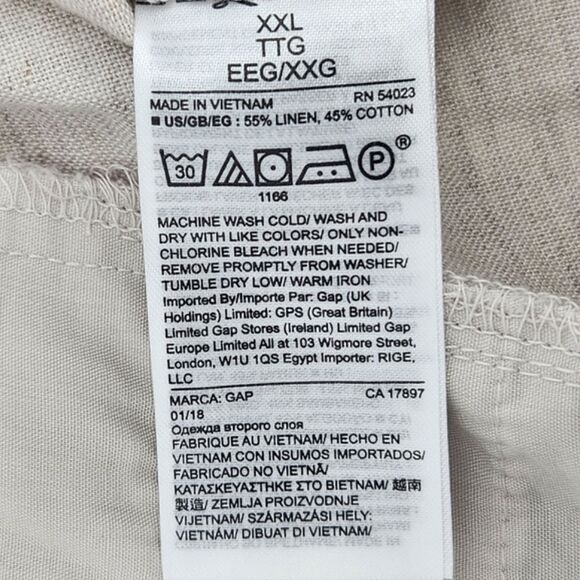 XXL
TTG
EEG/XXG
MADE IN VIETNAM RN 54023
■ US/GB/EG : 55% LINEN, 45% COTTON
30 P ®
1166
MACHINE WASH COLD/ WASH AND
DRY WITH LIKE COLORS/ ONLY NON-
CHLORINE BLEACH WHEN NEEDED/
REMOVE PROMPTLY FROM WASHER/
TUMBLE DRY LOW/ WARM IRON
Imported By/Importe Par: Gap (UK
Holdings) Limited: GPS (Great Britain)
Limited Gap Stores (Ireland) Limited Gap
Europe Limited All at 103 Wigmore Street,
London, W1U 1QS Egypt Importer: RIGE,
LLC
MARCA: GAP CA 17897
01/18
Одежда второго слоя
FABRIQUE AU VIETNAM/ HECHO EN
VIETNAM CON INSUMOS IMPORTADOS/
FABRICADO NO VIETNÃ/
ΚΑΤΑΣΚΕΥΑΣΤΗΚΕ ΣΤΟ ΒΙΕΤΝΑΜ/ 越南
製造/ ZEMLJA PROIZVODNJE
VIJETNAM/ SZÁRMAZÁSI HELY:
VIETNÁM/ DIBUAT DI VIETNAM/